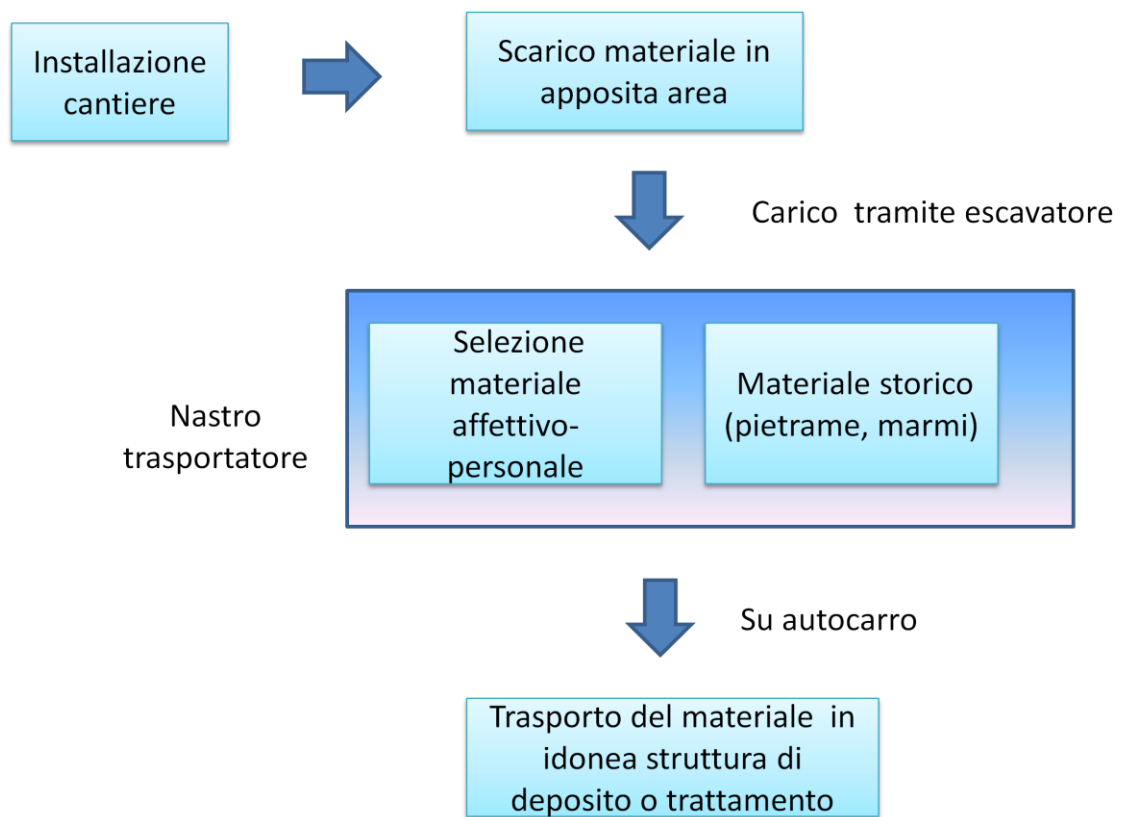 Installazione
cantiere
Scarico materiale in
apposita area
Carico tramite escavatore
Nastro
trasportatore
Selezione
materiale
affettivo-
personale
Materiale storico
(pietrame, marmi)
Su autocarro
Trasporto del materiale in
idonea struttura di
deposito o trattamento